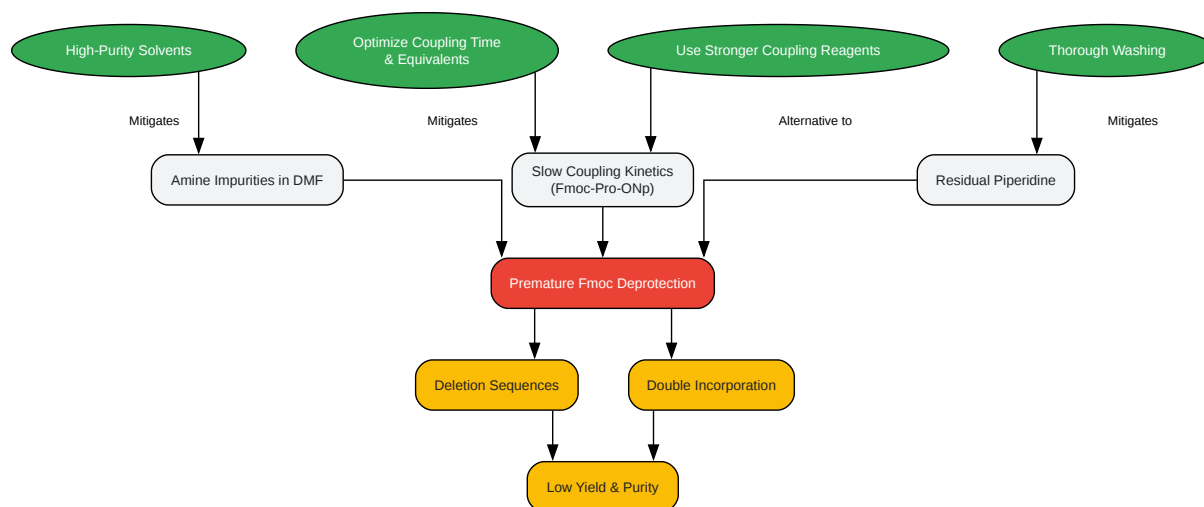 High-Purity Solvents
Optimize Coupling Time
& Equivalents
Use Stronger Coupling Reagents
Thorough Washing
Mitigates
Mitigates
Alternative to
Mitigates
Amine Impurities in DMF
Slow Coupling Kinetics
(Fmoc-Pro-ONp)
Residual Piperidine
Premature Fmoc Deprotection
Deletion Sequences
Double Incorporation
Low Yield & Purity